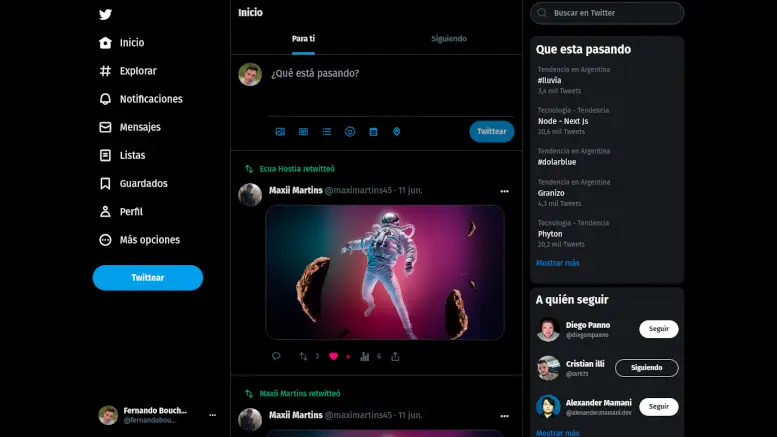 Inicio
Explorar
Notificaciones
Mensajes
Listas
Guardados
Perfil
Más opciones
Twittear
Fernando Bouch...
@fernandobou...
Inicio
Para ti
Siguiendo
¿Qué está pasando?
Twittear
Ecua Hostia retwitteó
Maxii Martins @maximartins45 · 11 jun.
2
4
6
Maxii Martins retwitteó
Maxii Martins @maximartins45 · 11 jun.
Buscar en Twitter
Que esta pasando
Tendencia en Argentina
#lluvia
3,4 mil Tweets
Tecnologia - Tendencia
Node - Next Js
20,6 mil Tweets
Tendencia en Argentina
#dolarblue
Tendencia en Argentina
Granizo
4,3 mil Tweets
Tecnologia - Tendencia
Phyton
20,2 mil Tweets
Mostrar más
A quién seguir
Diego Panno
@diegompanno
Seguir
Cristian illi
Siguiendo
Alexander Mamani
@alexander.mamani.dev
Seguir
Mostrar más